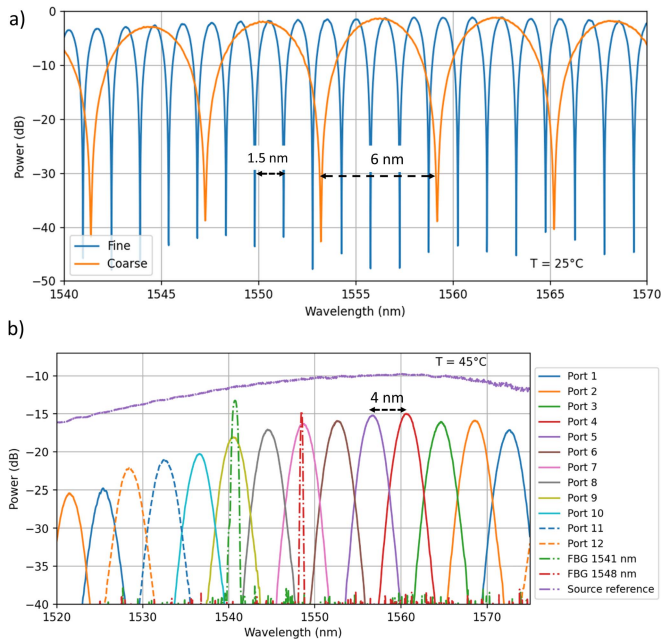 a)
0
−10
−20
−30
−40
−50
Power (dB)
1.5 nm
6 nm
Fine
Coarse
T = 25°C
1540
1545
1550
1555
1560
1565
1570
Wavelength (nm)
b)
T = 45°C
4 nm
−10
−15
−20
−25
−30
−35
−40
Power (dB)
Port 1
Port 2
Port 3
Port 4
Port 5
Port 6
Port 7
Port 8
Port 9
Port 10
Port 11
Port 12
FBG 1541 nm
FBG 1548 nm
Source reference
1520
1530
1540
1550
1560
1570
Wavelength (nm)